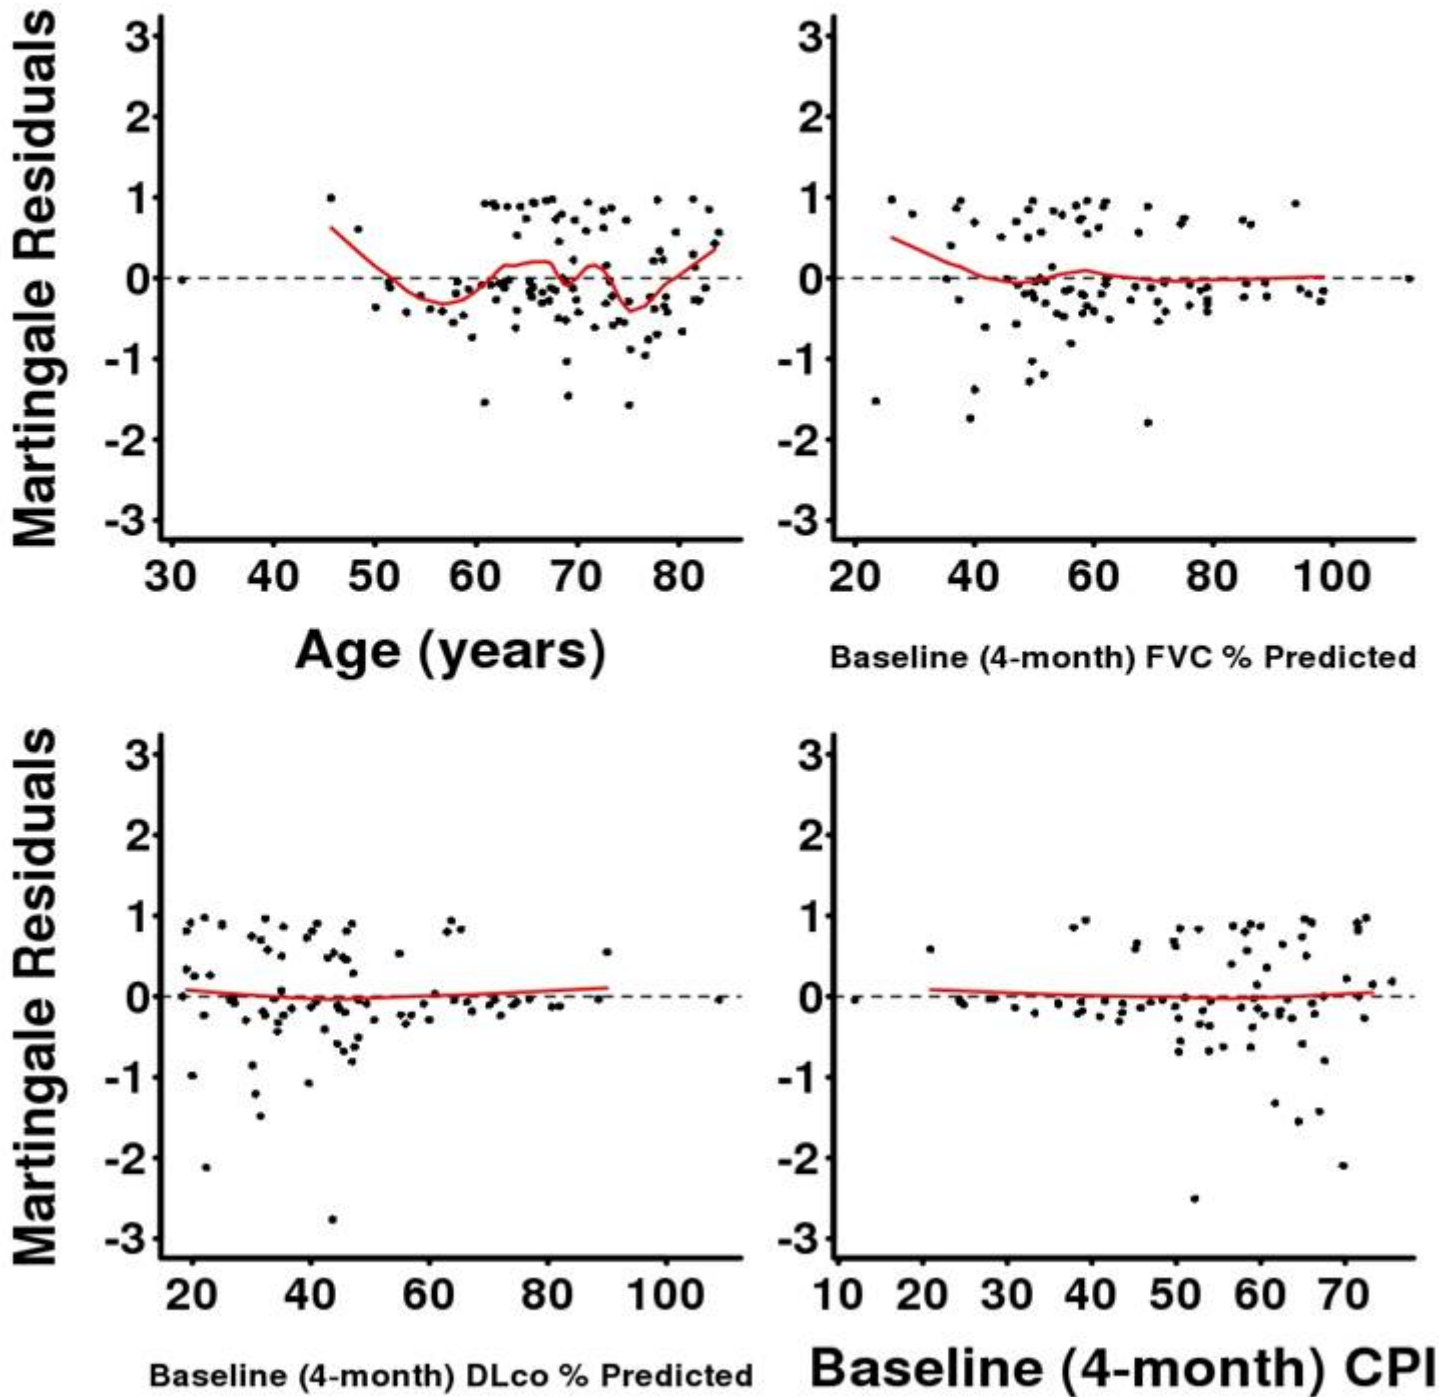 Martingale Residuals
3
2
1
0
-1
-2
-3
30 40 50 60 70 80
Age (years)
3
2
1
0
-1
-2
-3
20 40 60 80 100
Baseline (4-month) FVC % Predicted
Martingale Residuals
3
2
1
0
-1
-2
-3
20 40 60 80 100
Baseline (4-month) DLco % Predicted
3
2
1
0
-1
-2
-3
10 20 30 40 50 60 70
Baseline (4-month) CPI